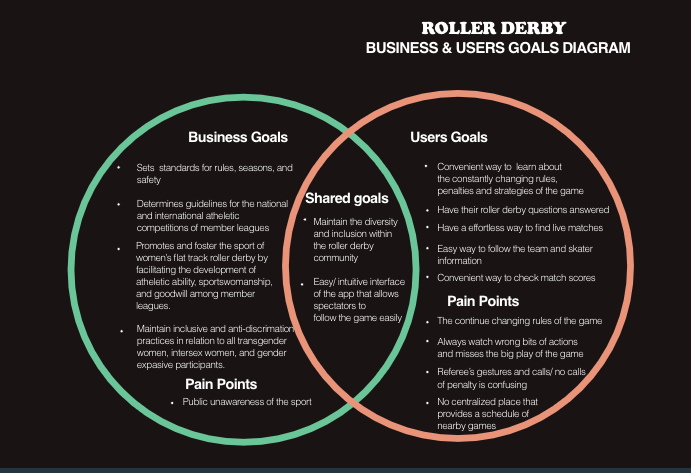 ROLLER DERBY
BUSINESS & USERS GOALS DIAGRAM
Business Goals
• Sets standards for rules, seasons, and
safety
• Determines guidelines for the national
and international atheletic
competitions of member leagues
• Promotes and foster the sport of
women's flat track roller derby by
facilitating the development of
atheletic ability, sportswomanship,
and goodwill among member
leagues.
• Maintain inclusive and anti-discrimation
practices in relation to all transgender
women, intersex women, and gender
expasive participants.
Pain Points
• Public unawareness of the sport
Shared goals
• Maintain the diversity
and inclusion within
the roller derby
community
• Easy/ intuitive interface
of the app that allows
spectators to
follow the game easily
Users Goals
• Convenient way to learn about
the constantly changing rules,
penalties and strategies of the game
• Have their roller derby questions answered
• Have a effortless way to find live matches
• Easy way to follow the team and skater
information
• Convenient way to check match scores
Pain Points
• The continue changing rules of the game
• Always watch wrong bits of actions
and misses the big play of the game
• Referee's gestures and calls/ no calls
of penalty is confusing
• No centralized place that
provides a schedule of
nearby games